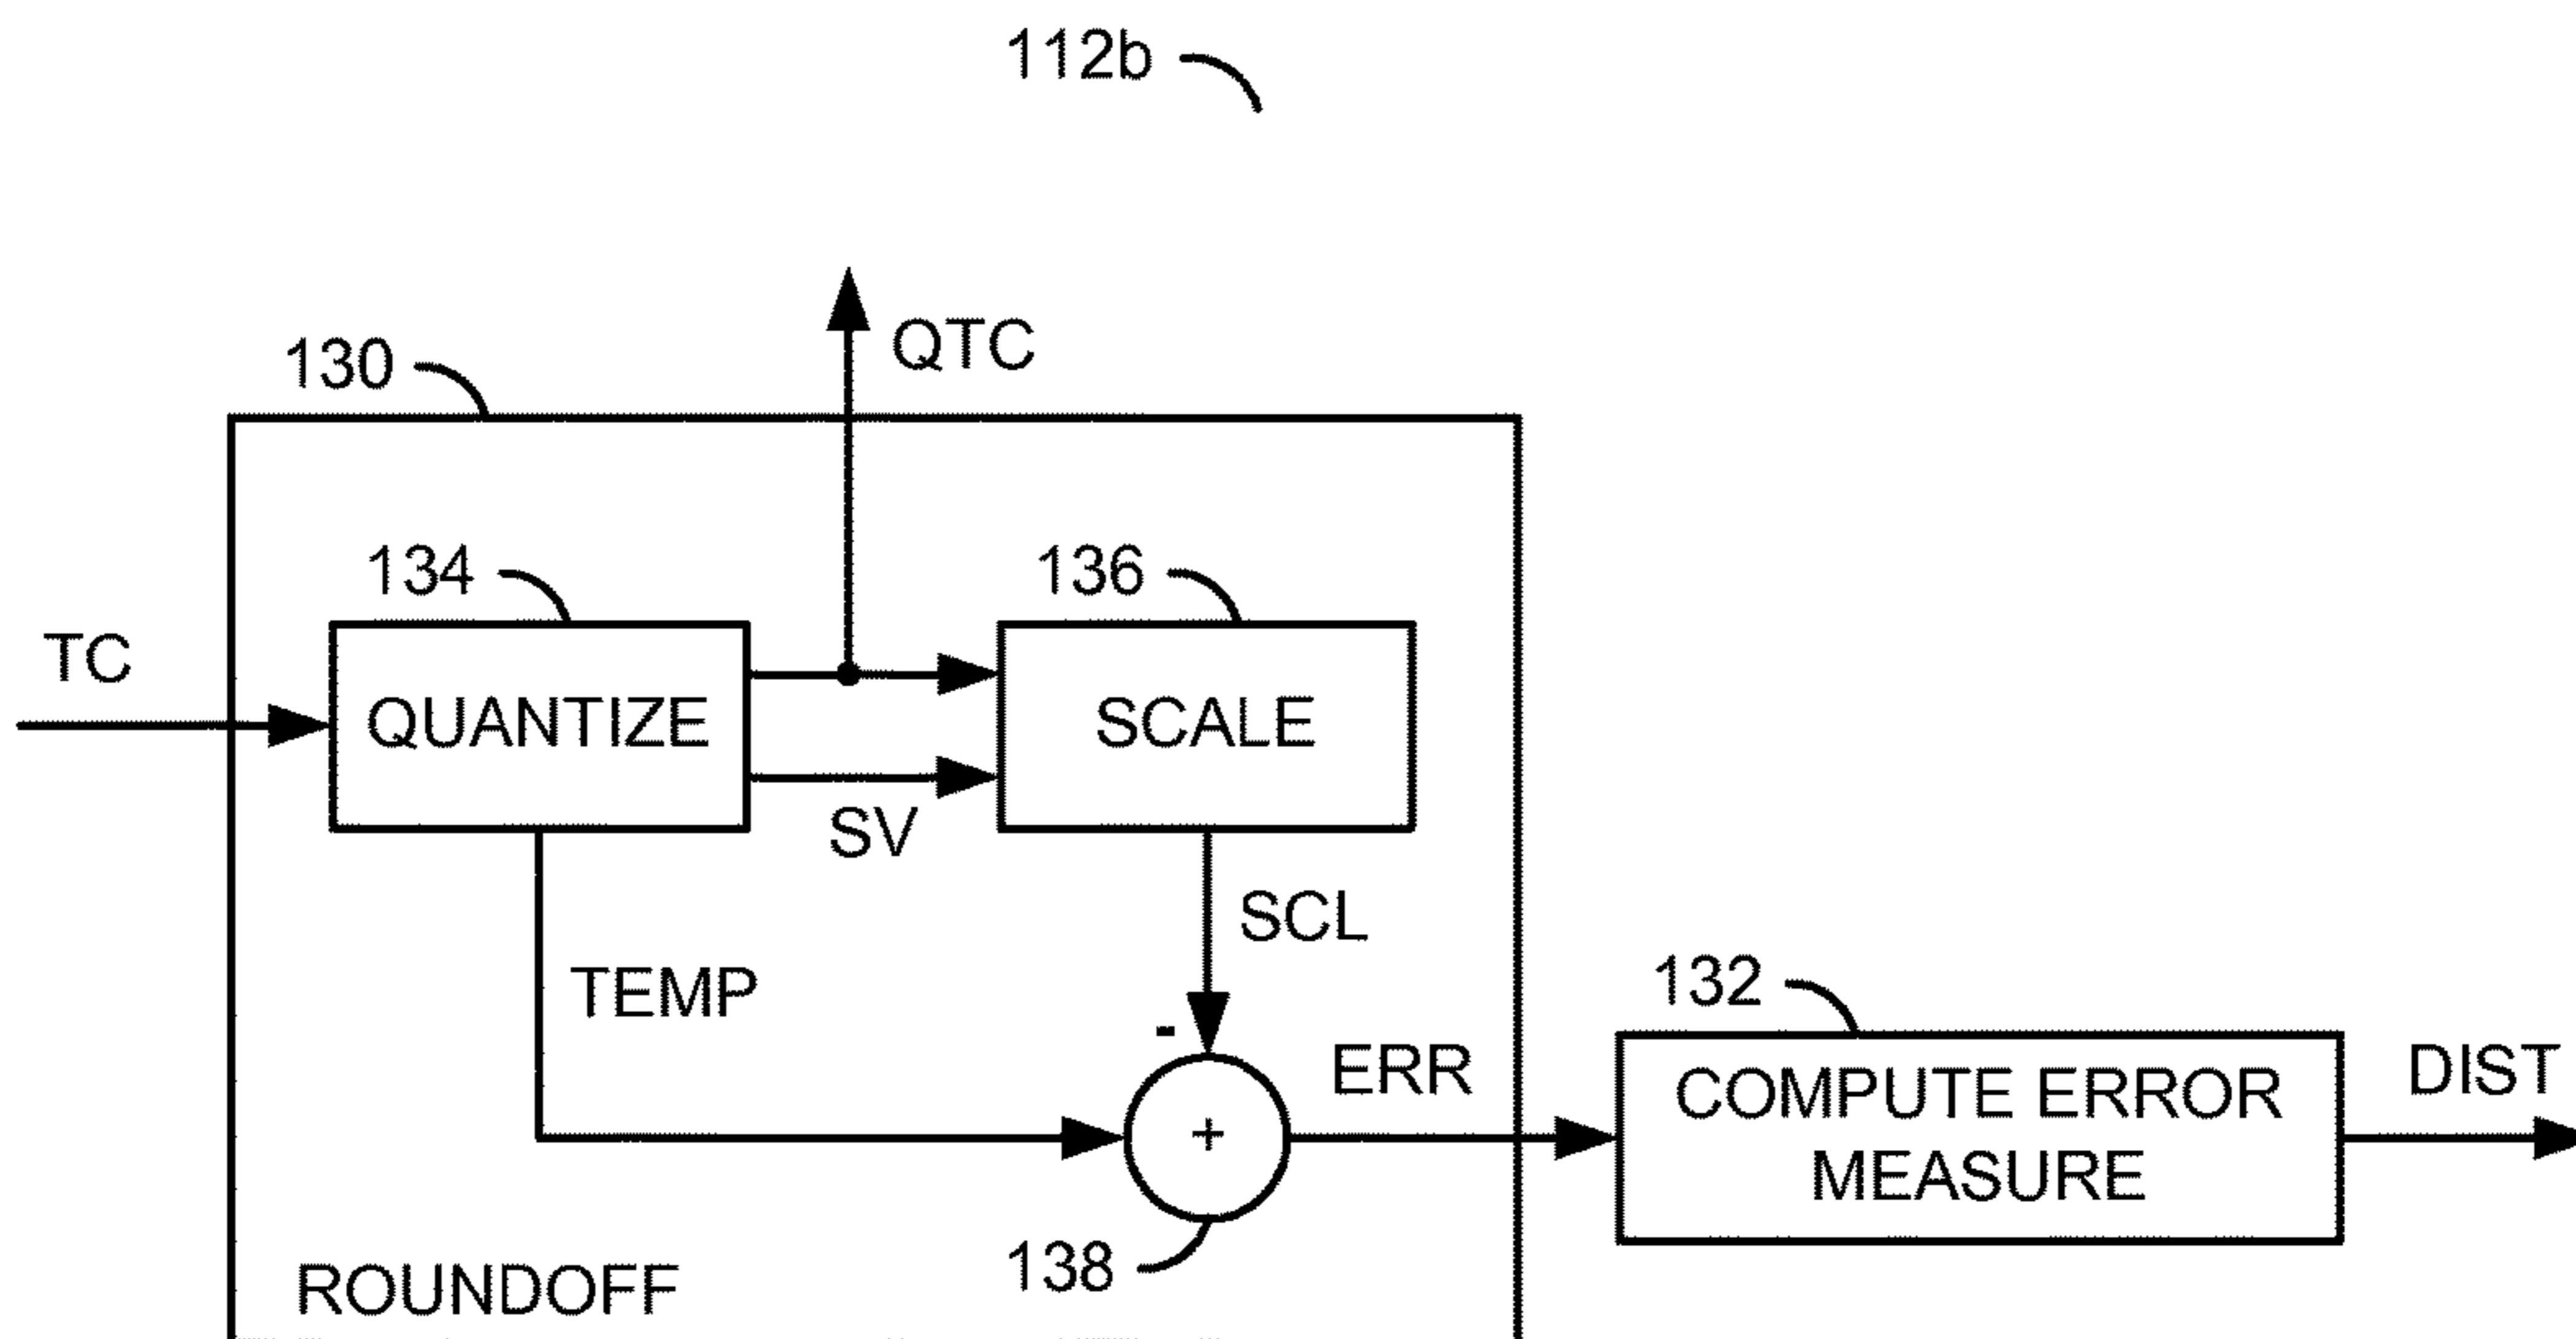 112b
130
QTC
134
136
TC
QUANTIZE
SCALE
SV
SCL
TEMP
-
132
ERR
+
COMPUTE ERROR
MEASURE
DIST
138
ROUNDOFF